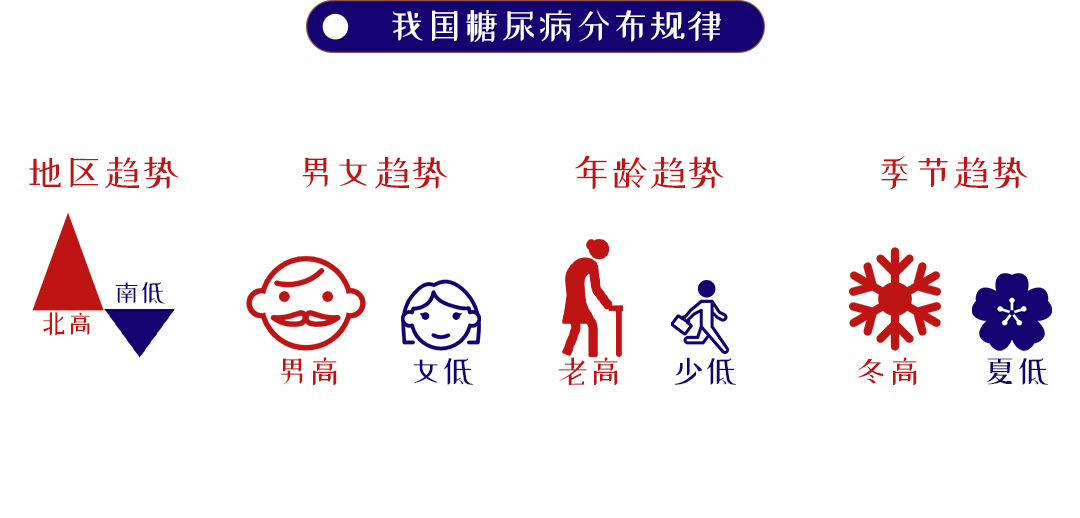 我国糖尿病分布规律
地区趋势
男女趋势
年龄趋势
季节趋势
南低
北高
男高
女低
老高
少低
冬高
夏低